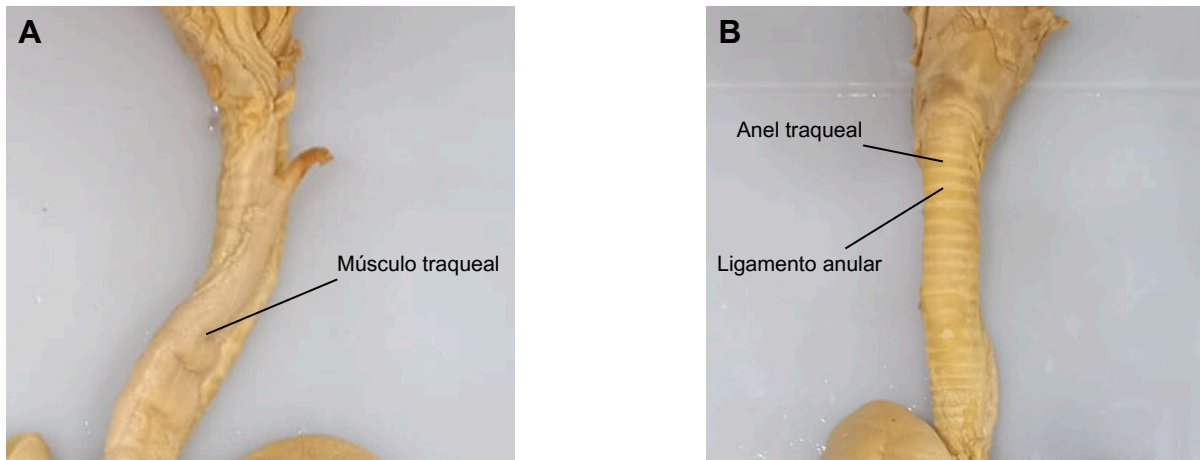 A
Músculo traqueal
B
Anel traqueal
Ligamento anular